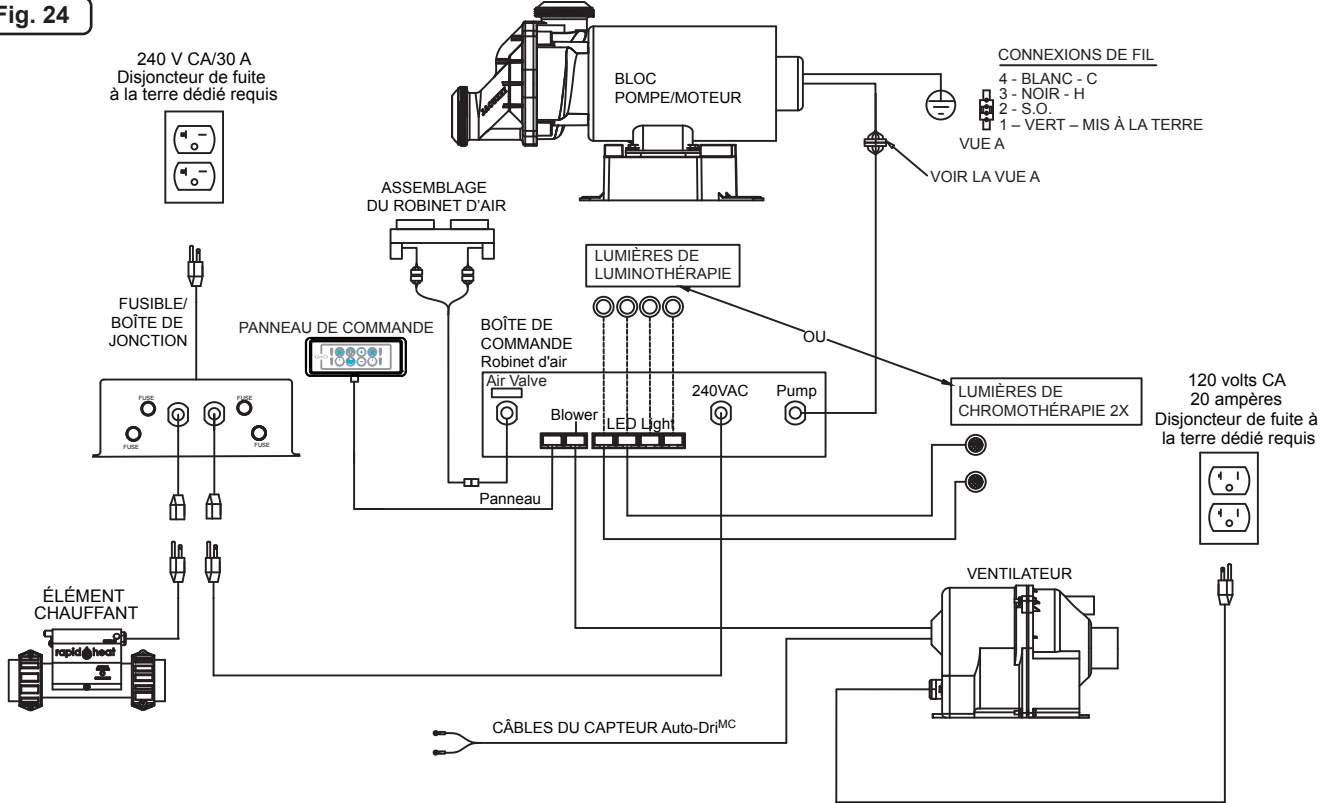 Fig. 24
240 V CA/30 A
Disjoncteur de fuite
à la terre dédié requis
BLOC
POMPE/MOTEUR
CONNEXIONS DE FIL
4 - BLANC - C
3 - NOIR - H
2 - S.O.
1 – VERT – MIS À LA TERRE
VUE A
VOIR LA VUE A
ASSEMBLAGE
DU ROBINET D'AIR
LUMIÈRES DE
LUMINOTHÉRAPIE
FUSIBLE/
BOÎTE DE
JONCTION
PANNEAU DE COMMANDE
BOÎTE DE
COMMANDE
Robinet d'air
Air Valve
OU
240VAC
Pump
Blower
LED Light
Panneau
LUMIÈRES DE
CHROMOTHÉRAPIE 2X
120 volts CA
20 ampères
Disjoncteur de fuite à
la terre dédié requis
FUSE
FUSE
FUSE
FUSE
ÉLÉMENT
CHAUFFANT
rapid heat
VENTILATEUR
CÂBLES DU CAPTEUR Auto-DriMC